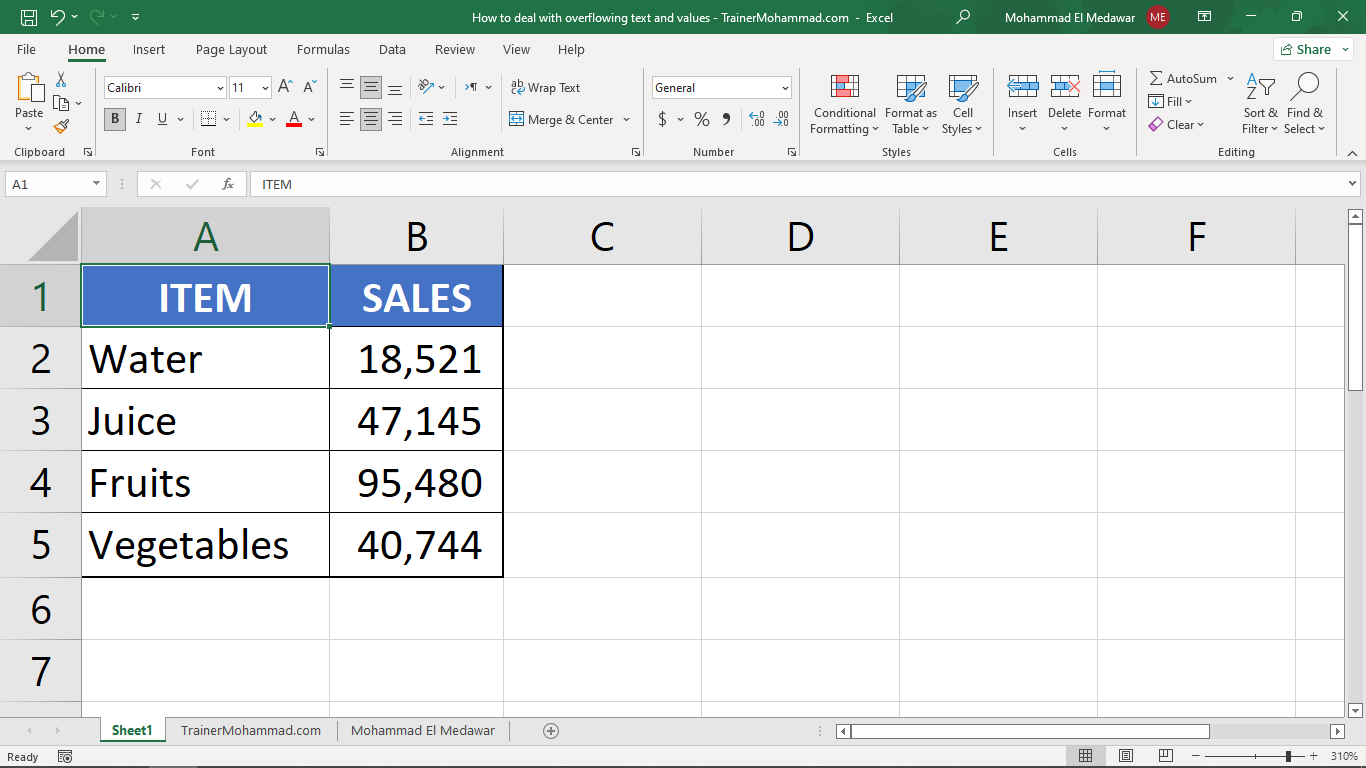 How to deal with overflowing text and values - TrainerMohammad.com - Excel
Mohammad El Medawar ME
File Home Insert Page Layout Formulas Data Review View Help Share
Paste
Calibri 11
B I U A
Wrap Text
Merge & Center
General
$ % ,
Conditional Formatting
Format as Table
Cell Styles
Insert Delete Format
AutoSum
Fill
Clear
Sort & Filter
Find & Select
Clipboard Font Alignment Number Styles Cells Editing
A1 fx ITEM
A B C D E F
1 ITEM SALES
2 Water 18,521
3 Juice 47,145
4 Fruits 95,480
5 Vegetables 40,744
6
7
Sheet1 TrainerMohammad.com Mohammad El Medawar
Ready 310%